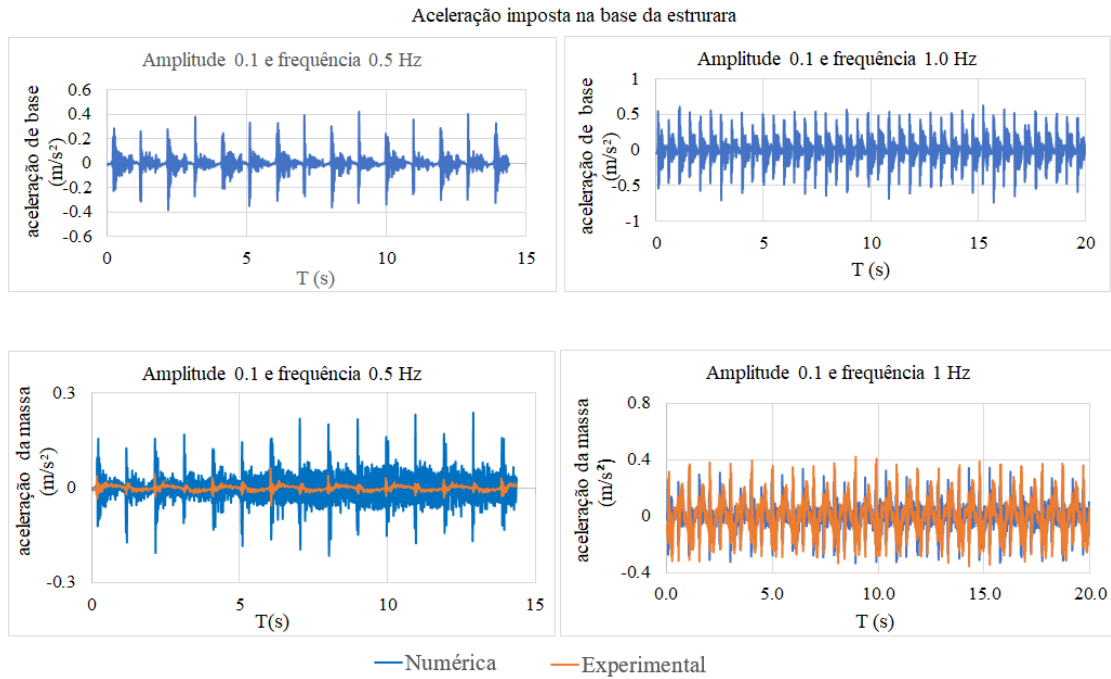 Aceleração imposta na base da estrurara
Amplitude 0.1 e frequência 0.5 Hz
aceleração de base
(m/s²)
0.6
0.4
0.2
0
-0.2
-0.4
-0.6
0 5 10 15
T (s)
Amplitude 0.1 e frequência 1.0 Hz
aceleração de base
(m/s²)
1
0.5
0
-0.5
-1
0 5 10 15 20
T (s)
Amplitude 0.1 e frequência 0.5 Hz
aceleração da massa
(m/s²)
0.3
0
-0.3
0 5 10 15
T(s)
Amplitude 0.1 e frequência 1 Hz
aceleração da massa
(m/s²)
0.8
0.4
0
-0.4
0.0 5.0 10.0 15.0 20.0
T (s)
Numérica Experimental